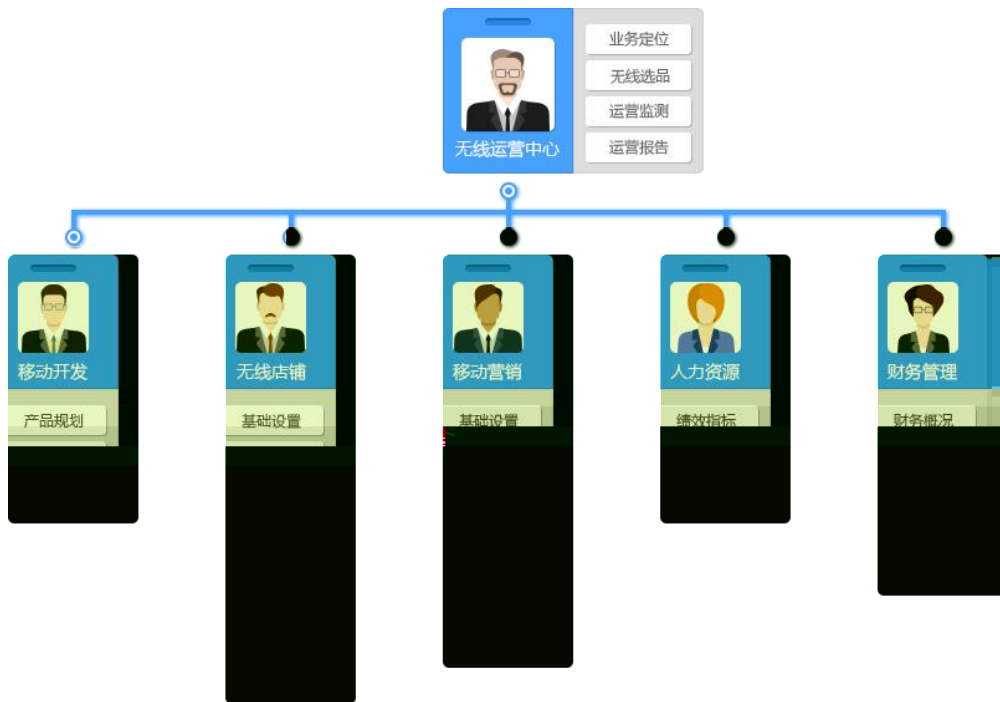 业务定位
无线选品
运营监测
运营报告
无线运营中心
移动开发
无线店铺
移动营销
人力资源
财务管理
产品规划
基础设置
基础设置
绩效指标
财务概况